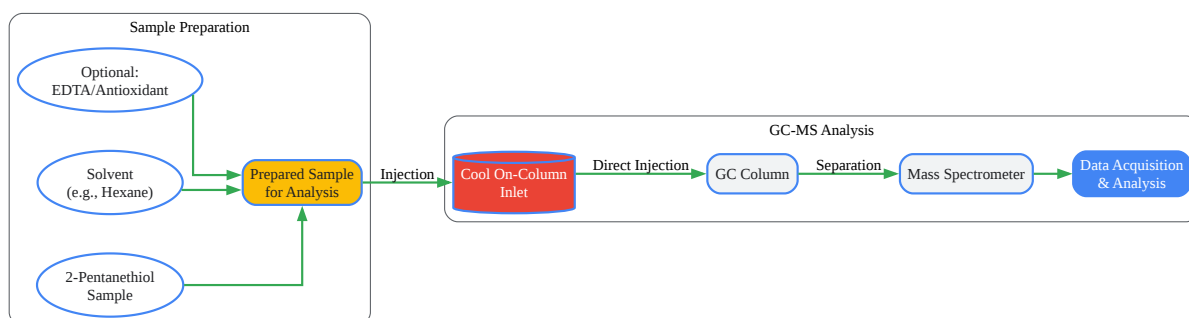 Sample Preparation
Optional:
EDTA/Antioxidant
Solvent
(e.g., Hexane)
2-Pentanethiol
Sample
Prepared Sample
for Analysis
Injection
GC-MS Analysis
Cool On-Column
Inlet
Direct Injection
GC Column
Separation
Mass Spectrometer
Data Acquisition
& Analysis